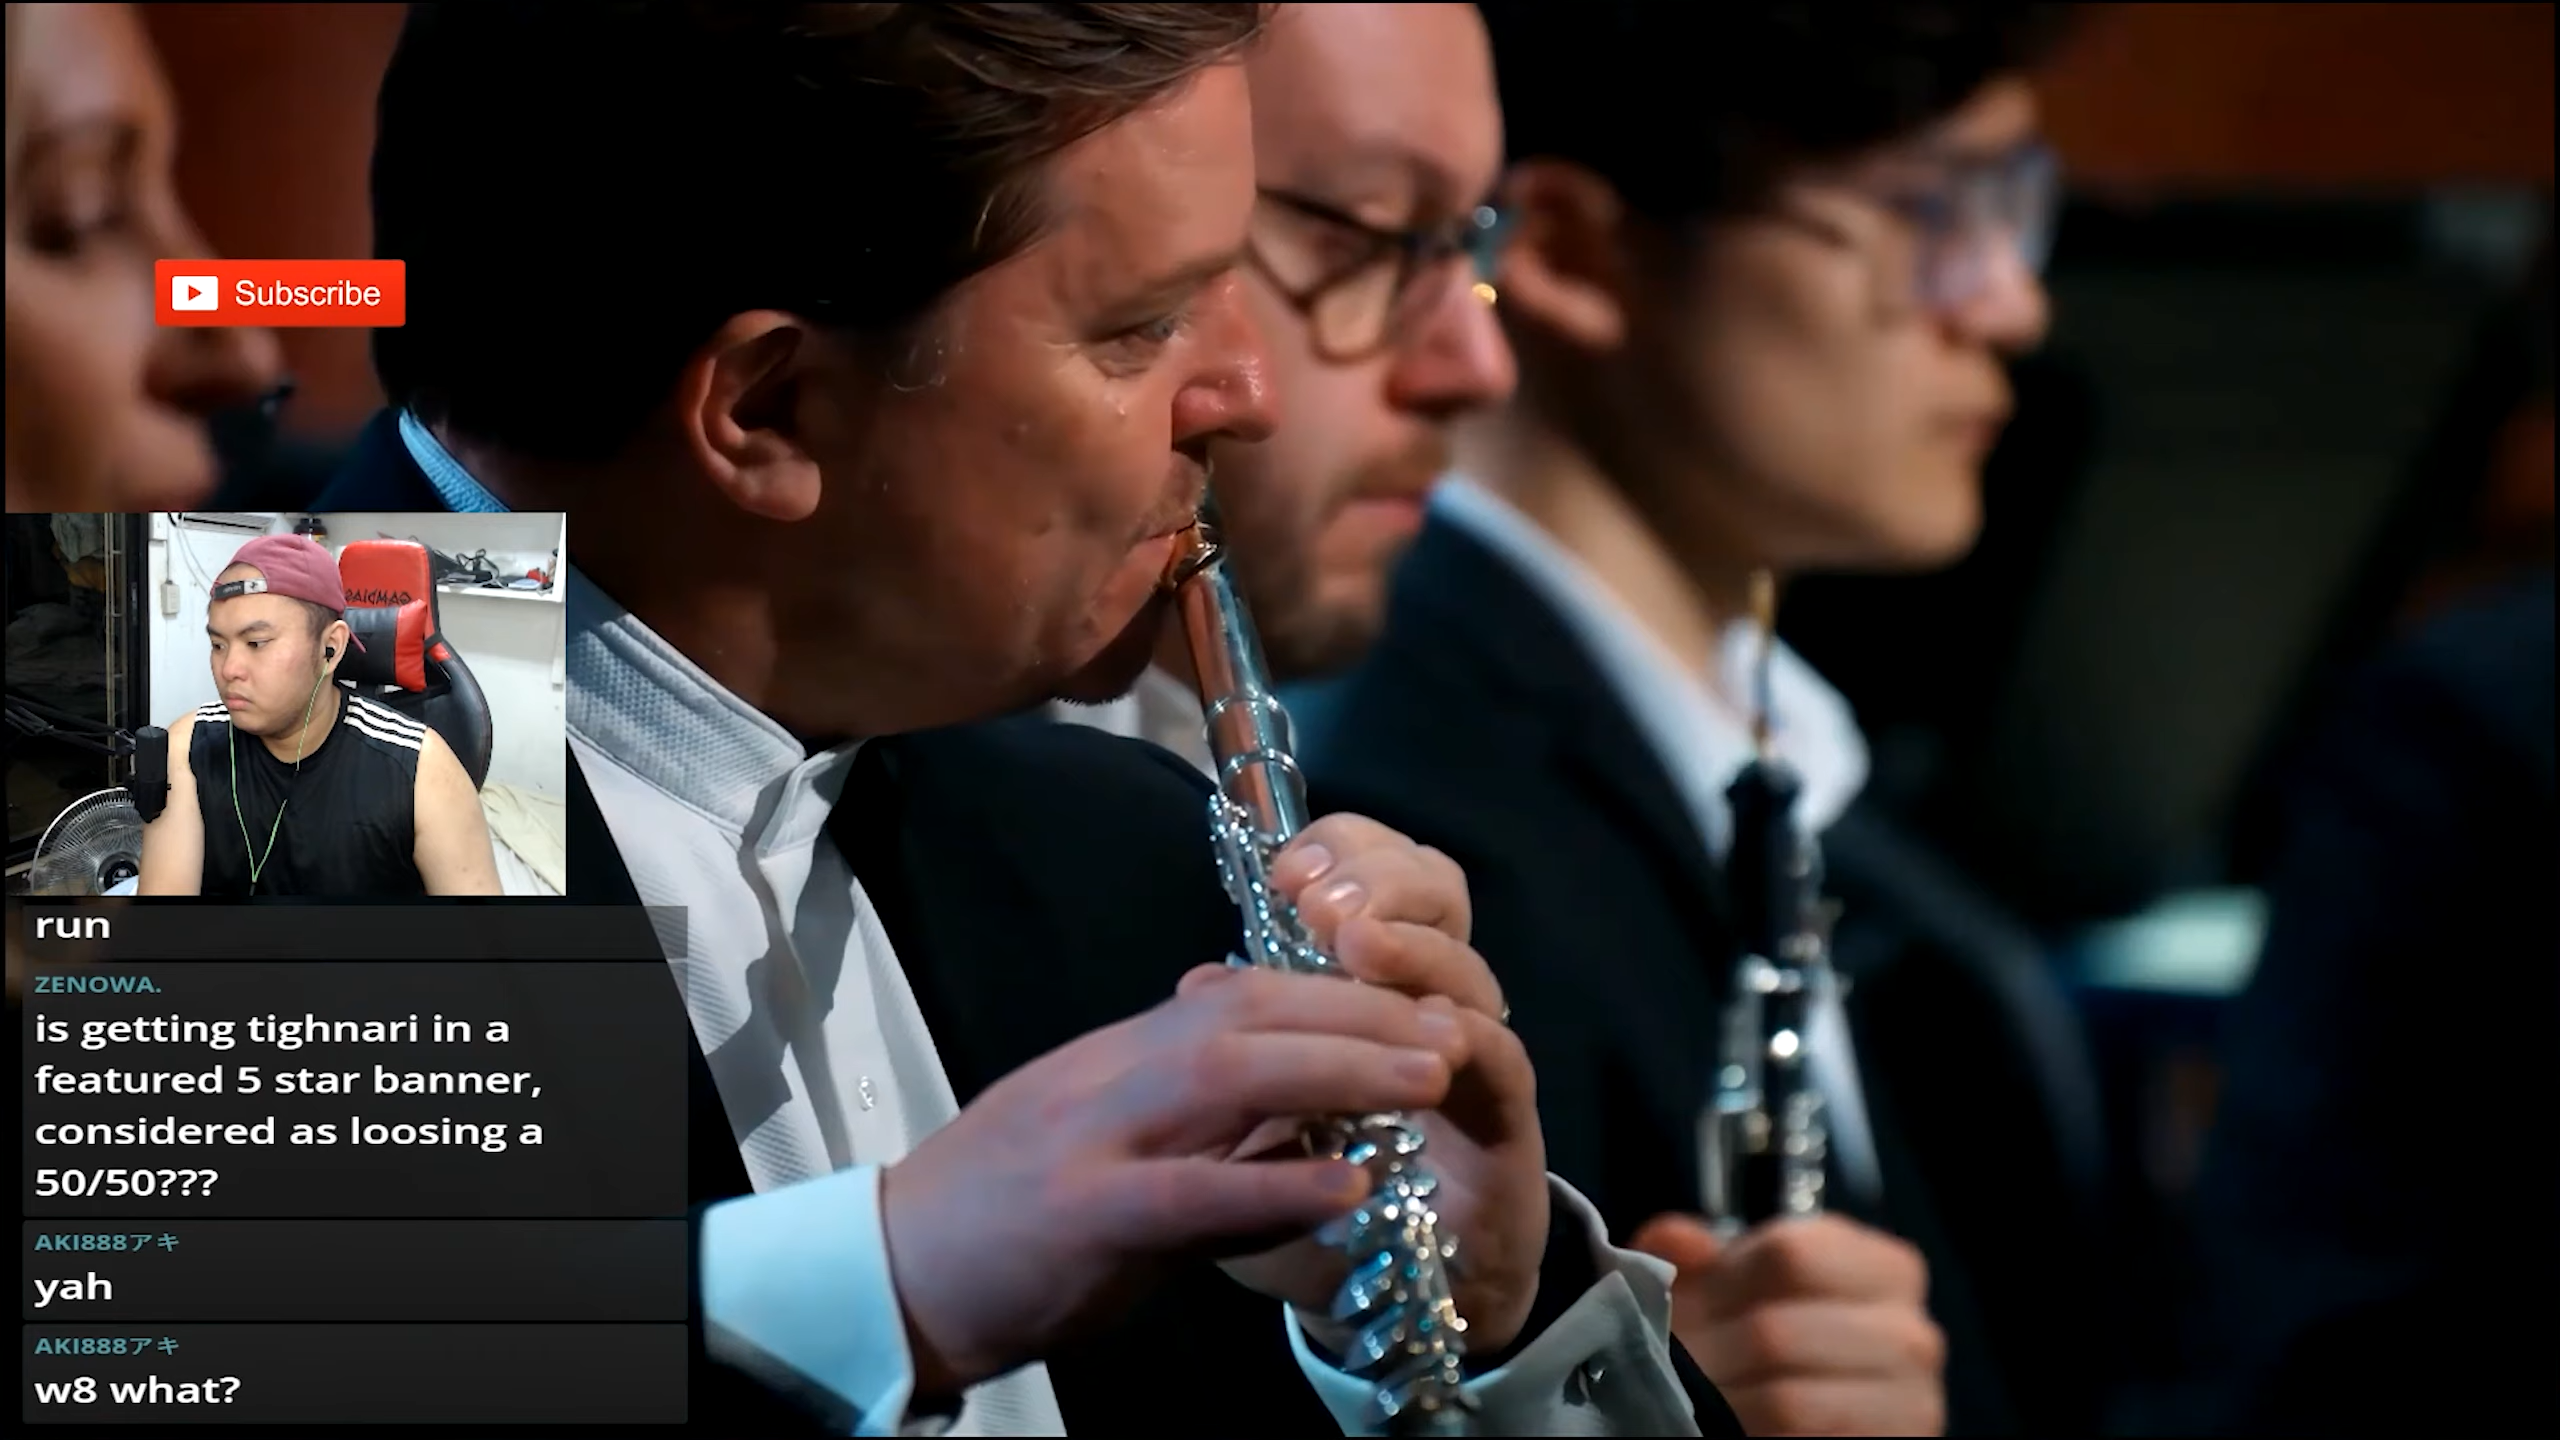 Subscribe
run
ZENOWA.
is getting tighnari in a
featured 5 star banner,
considered as loosing a
50/50???
AKI888アキ
yah
AKI888アキ
w8 what?